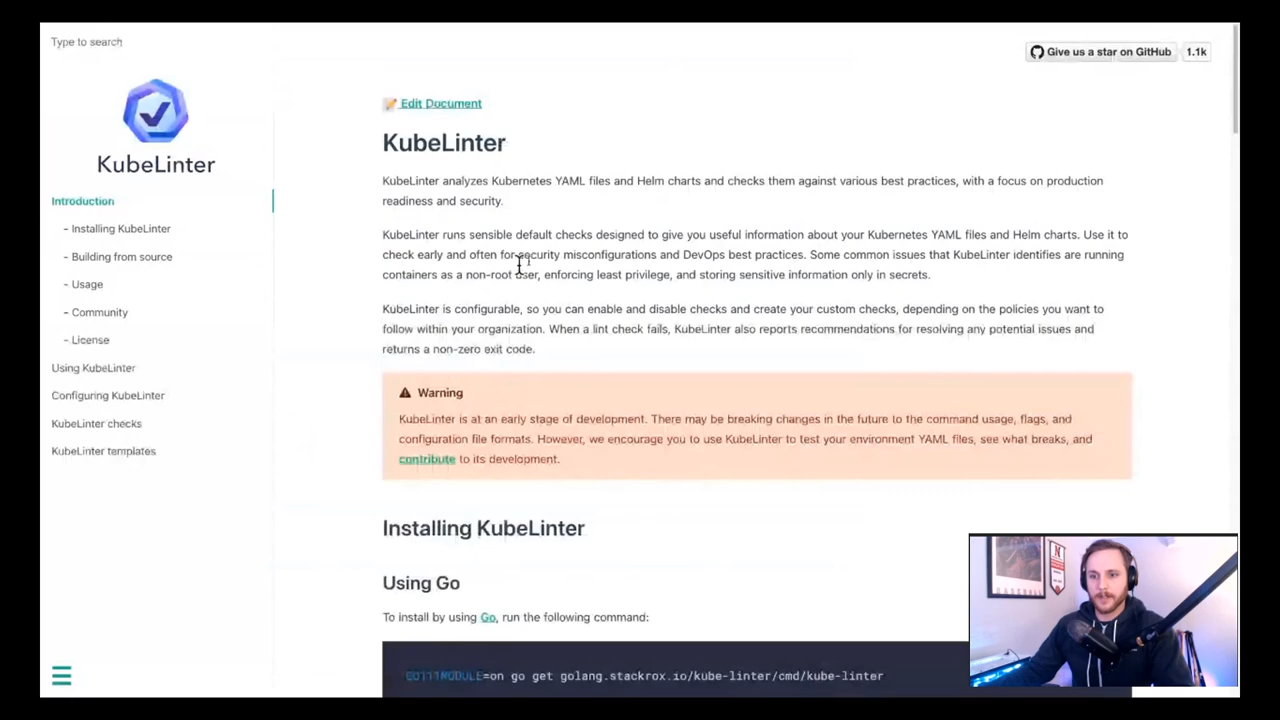 Type to search
KubeLinter
Introduction
- Installing KubeLinter
- Building from source
- Usage
- Community
- License
Using KubeLinter
Configuring KubeLinter
KubeLinter checks
KubeLinter templates
Give us a star on GitHub 1.1k
Edit Document
KubeLinter
KubeLinter analyzes Kubernetes YAML files and Helm charts and checks them against various best practices, with a focus on production
readiness and security.
KubeLinter runs sensible default checks designed to give you useful information about your Kubernetes YAML files and Helm charts. Use it to
check early and often for security misconfigurations and DevOps best practices. Some common issues that KubeLinter identifies are running
containers as a non-root user, enforcing least privilege, and storing sensitive information only in secrets.
KubeLinter is configurable, so you can enable and disable checks and create your custom checks, depending on the policies you want to
follow within your organization. When a lint check fails, KubeLinter also reports recommendations for resolving any potential issues and
returns a non-zero exit code.
Warning
KubeLinter is at an early stage of development. There may be breaking changes in the future to the command usage, flags, and
configuration file formats. However, we encourage you to use KubeLinter to test your environment YAML files, see what breaks, and
contribute to its development.
Installing KubeLinter
Using Go
To install by using Go, run the following command:
GO111MODULE=on go get golang.stackrox.io/kube-linter/cmd/kube-linter